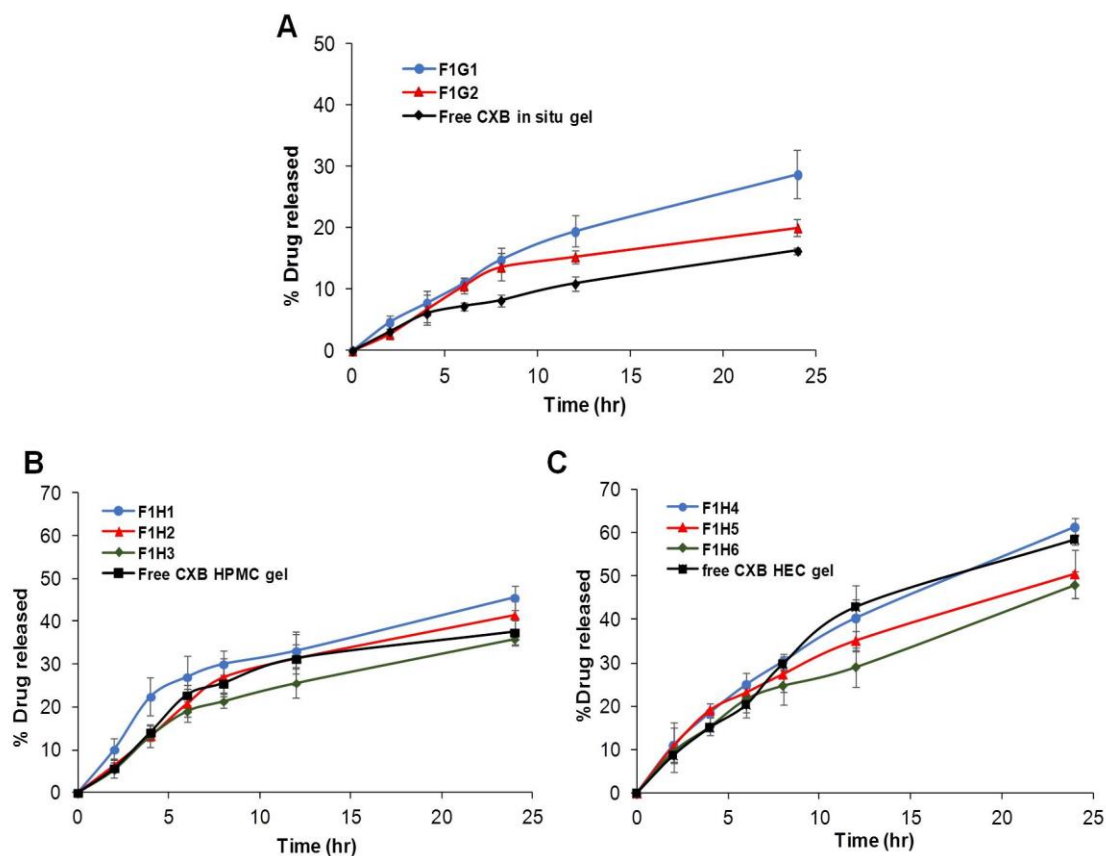 A
50
40
30
20
10
0
% Drug released
F1G1
F1G2
Free CXB in situ gel
0 5 10 15 20 25
Time (hr)
B
70
60
50
40
30
20
10
0
% Drug released
F1H1
F1H2
F1H3
Free CXB HPMC gel
0 5 10 15 20 25
Time (hr)
C
70
60
50
40
30
20
10
0
%Drug released
F1H4
F1H5
F1H6
free CXB HEC gel
0 5 10 15 20 25
Time (hr)